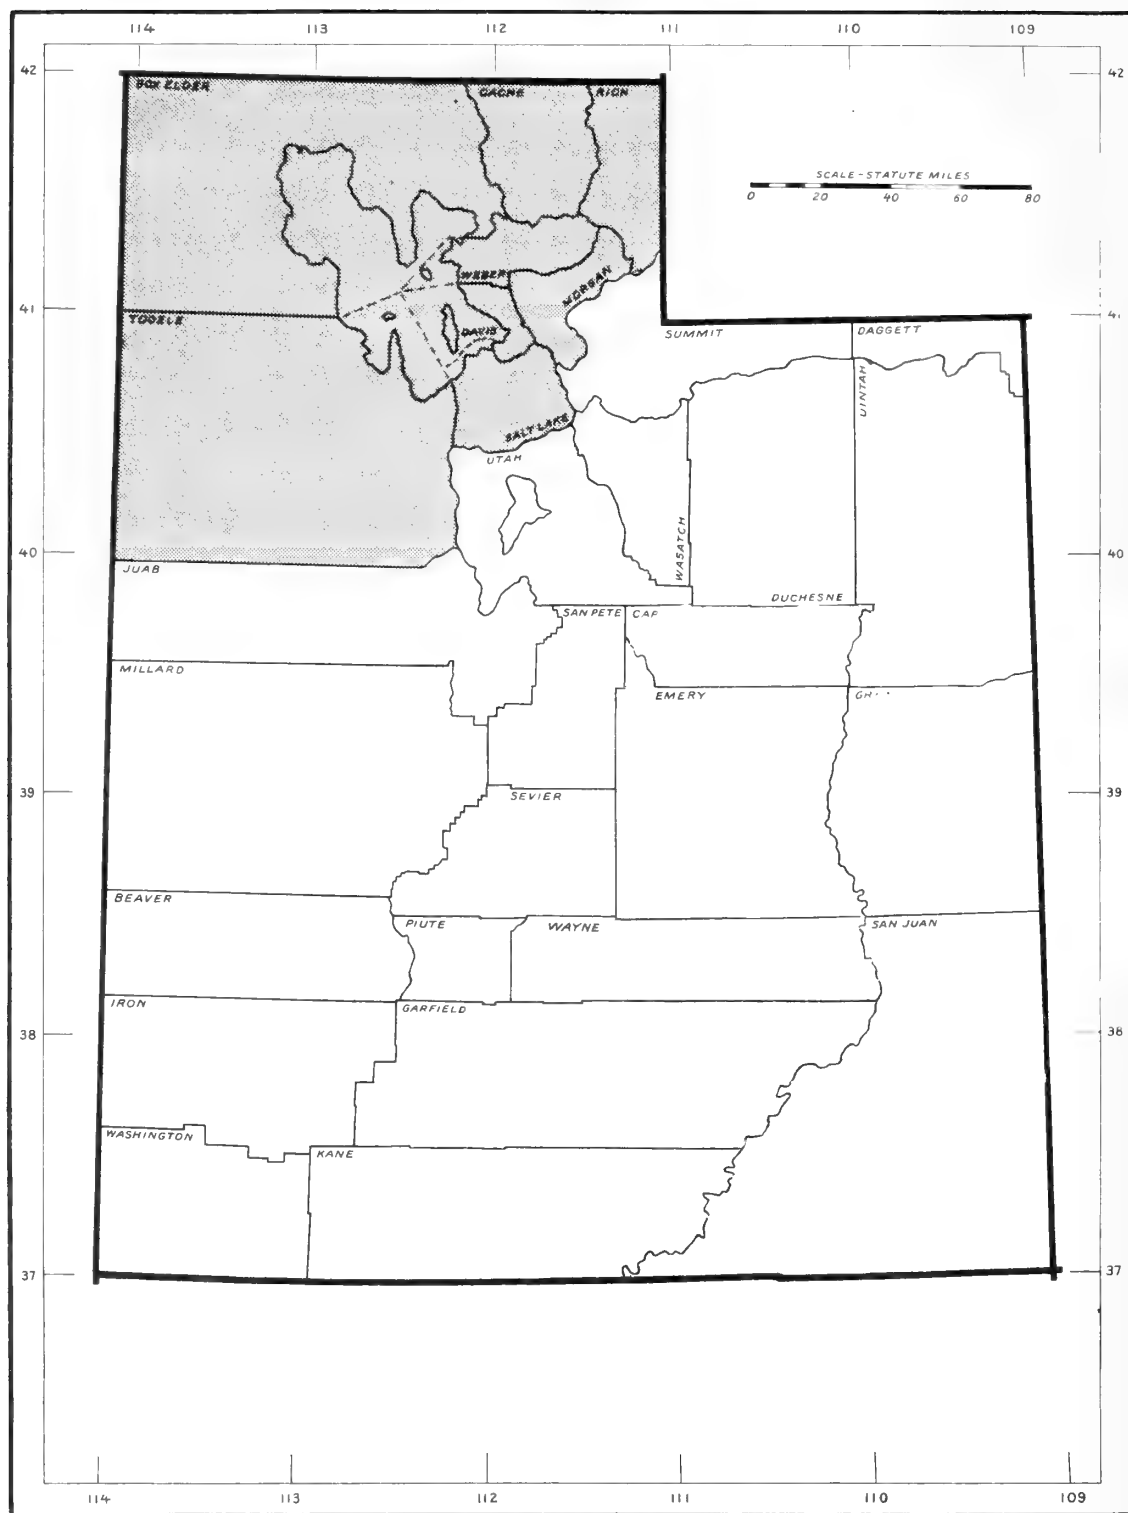 114 113 112 111 110 109
42 42
BOX ELDER CACHE RICH
SCALE-STATUTE MILES
0 20 40 60 80
WEBER
MORGAN
41 41
TOOELE
DAVIS
SUMMIT DAGGETT
UINTAH
SALT LAKE
UTAH
WASATCH
40 40
JUAB
DUCHESNE
SAN PETE
MILLARD
EMERY
39 39
SEVIER
BEAVER
PIUTE WAYNE SAN JUAN
IRON
GARFIELD
38 38
WASHINGTON
KANE
37 37
114 113 112 111 110 109